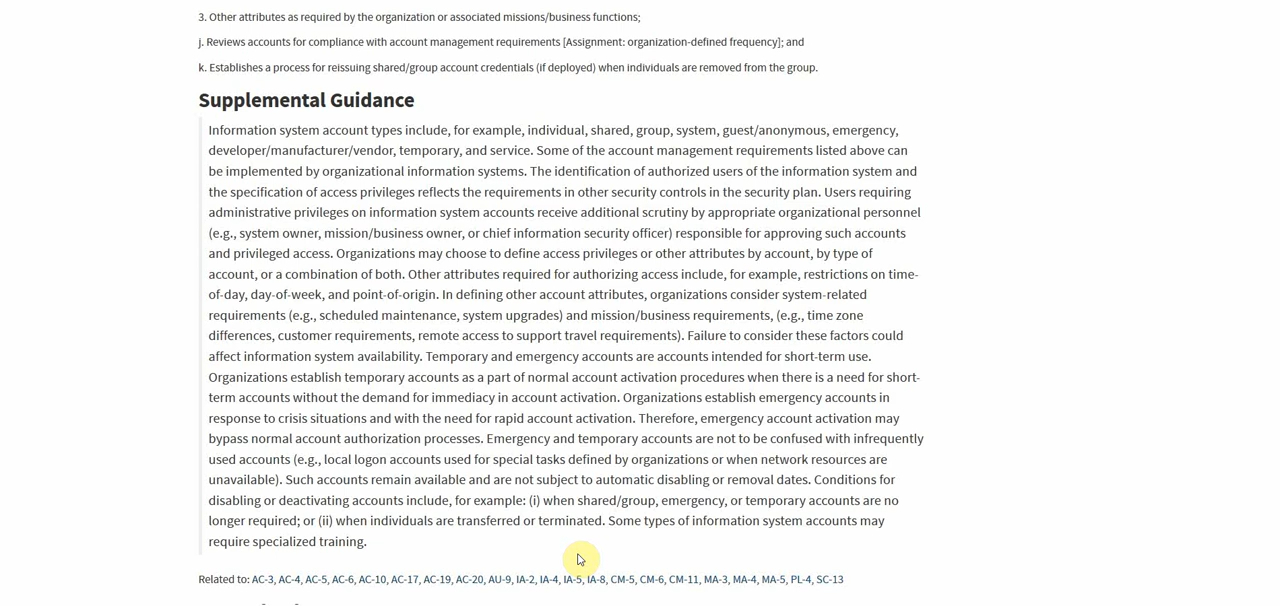 3. Other attributes as required by the organization or associated missions/business functions;
j. Reviews accounts for compliance with account management requirements [Assignment: organization-defined frequency]; and
k. Establishes a process for reissuing shared/group account credentials (if deployed) when individuals are removed from the group.
Supplemental Guidance
Information system account types include, for example, individual, shared, group, system, guest/anonymous, emergency,
developer/manufacturer/vendor, temporary, and service. Some of the account management requirements listed above can
be implemented by organizational information systems. The identification of authorized users of the information system and
the specification of access privileges reflects the requirements in other security controls in the security plan. Users requiring
administrative privileges on information system accounts receive additional scrutiny by appropriate organizational personnel
(e.g., system owner, mission/business owner, or chief information security officer) responsible for approving such accounts
and privileged access. Organizations may choose to define access privileges or other attributes by account, by type of
account, or a combination of both. Other attributes required for authorizing access include, for example, restrictions on time-
of-day, day-of-week, and point-of-origin. In defining other account attributes, organizations consider system-related
requirements (e.g., scheduled maintenance, system upgrades) and mission/business requirements, (e.g., time zone
differences, customer requirements, remote access to support travel requirements). Failure to consider these factors could
affect information system availability. Temporary and emergency accounts are accounts intended for short-term use.
Organizations establish temporary accounts as a part of normal account activation procedures when there is a need for short-
term accounts without the demand for immediacy in account activation. Organizations establish emergency accounts in
response to crisis situations and with the need for rapid account activation. Therefore, emergency account activation may
bypass normal account authorization processes. Emergency and temporary accounts are not to be confused with infrequently
used accounts (e.g., local logon accounts used for special tasks defined by organizations or when network resources are
unavailable). Such accounts remain available and are not subject to automatic disabling or removal dates. Conditions for
disabling or deactivating accounts include, for example: (i) when shared/group, emergency, or temporary accounts are no
longer required; or (ii) when individuals are transferred or terminated. Some types of information system accounts may
require specialized training.
Related to: AC-3, AC-4, AC-5, AC-6, AC-10, AC-17, AC-19, AC-20, AU-9, IA-2, IA-4, IA-5, IA-8, CM-5, CM-6, CM-11, MA-3, MA-4, MA-5, PL-4, SC-13